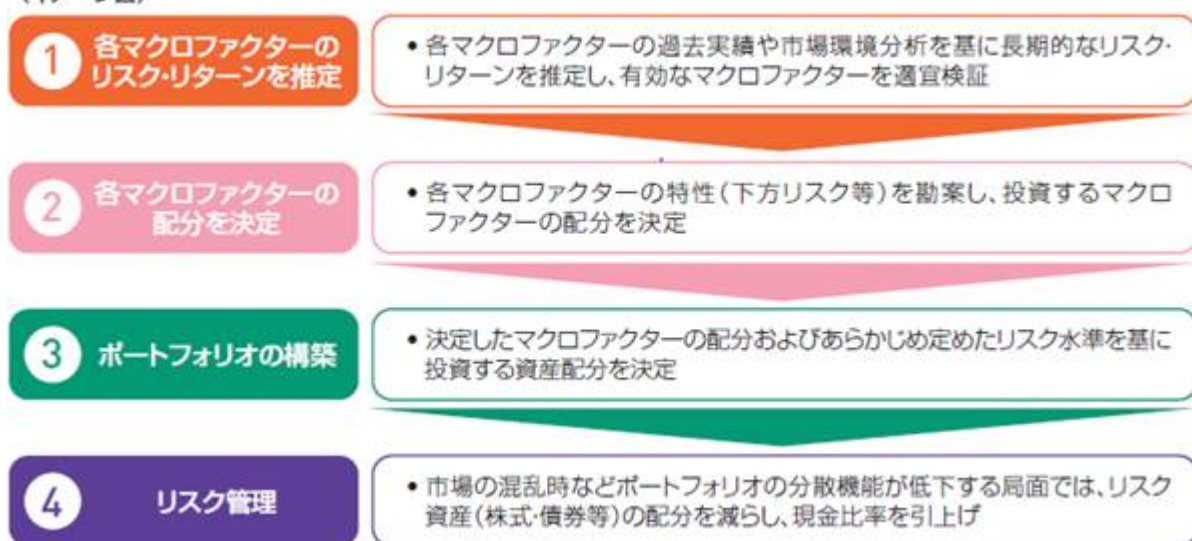 1
各マクロファクターの
リスク・リターンを推定
• 各マクロファクターの過去実績や市場環境分析を基に長期的なリスク・
リターンを推定し、有効なマクロファクターを適宜検証
2
各マクロファクターの
配分を決定
• 各マクロファクターの特性(下方リスク等)を勘案し、投資するマクロ
ファクターの配分を決定
3
ポートフォリオの構築
• 決定したマクロファクターの配分およびあらかじめ定めたリスク水準を基に
投資する資産配分を決定
4
リスク管理
• 市場の混乱時などポートフォリオの分散機能が低下する局面では、リスク
資産(株式・債券等)の配分を減らし、現金比率を引上げ